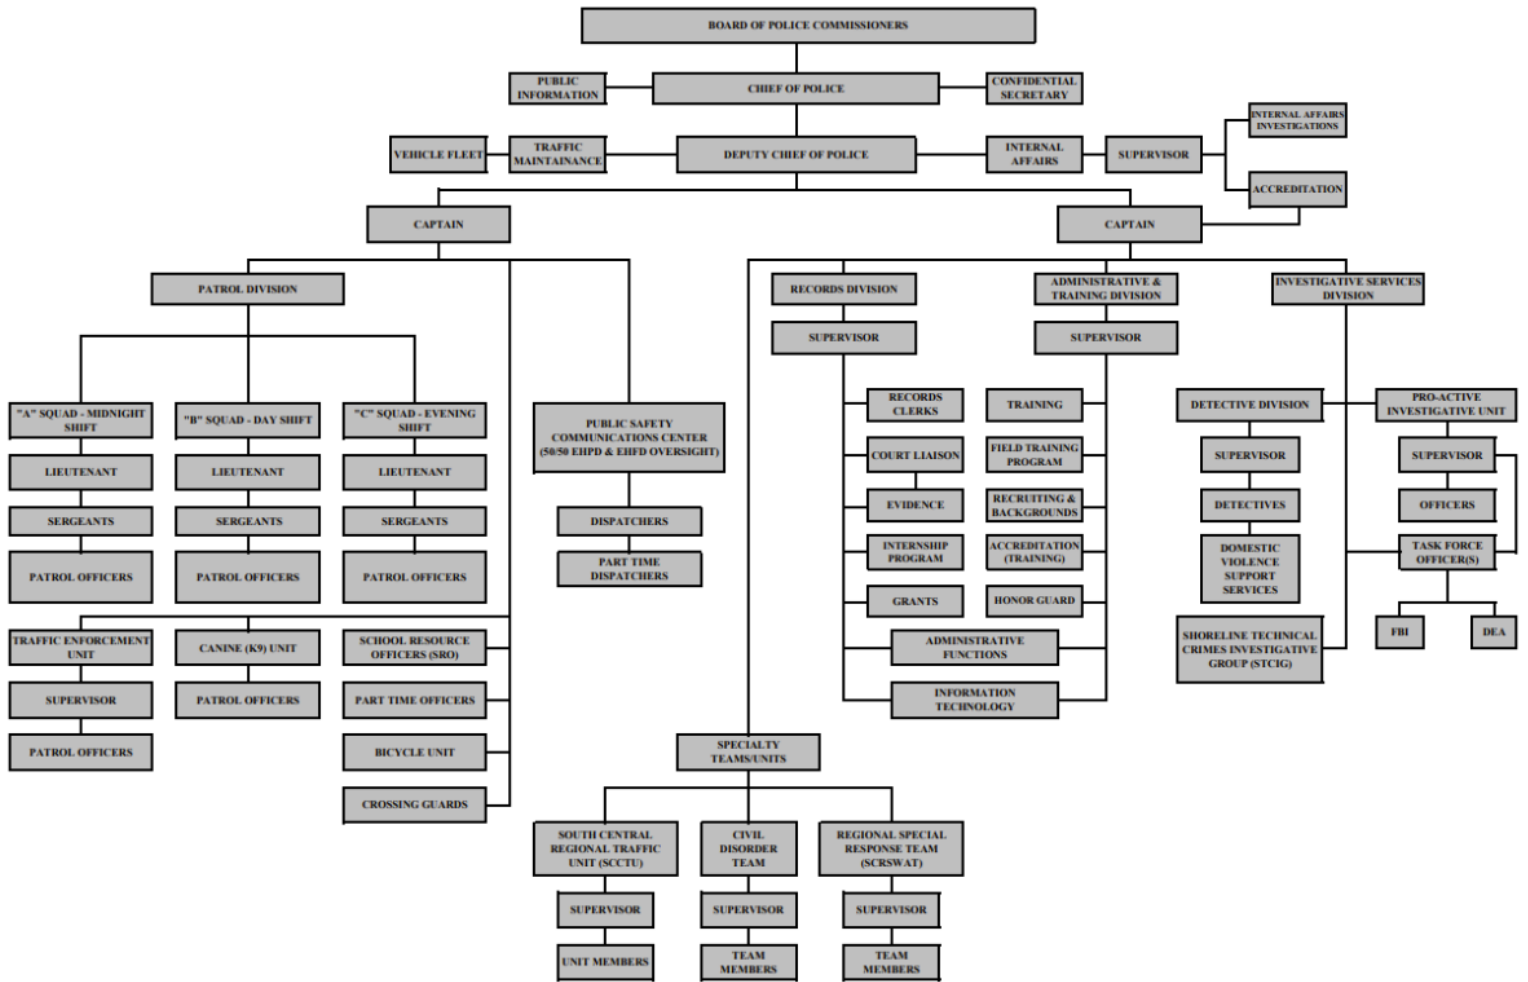 BOARD OF POLICE COMMISSIONERS
PUBLIC
INFORMATION
CHIEF OF POLICE
CONFIDENTIAL
SECRETARY
INTERNAL AFFAIRS
INVESTIGATIONS
VEHICLE FLEET
TRAFFIC
MAINTAINANCE
DEPUTY CHIEF OF POLICE
INTERNAL
AFFAIRS
SUPERVISOR
ACCREDITATION
CAPTAIN
CAPTAIN
PATROL DIVISION
RECORDS DIVISION
ADMINISTRATIVE &
TRAINING DIVISION
INVESTIGATIVE SERVICES
DIVISION
SUPERVISOR
SUPERVISOR
"A" SQUAD - MIDNIGHT
SHIFT
"B" SQUAD - DAY SHIFT
"C" SQUAD - EVENING
SHIFT
PUBLIC SAFETY
COMMUNICATIONS CENTER
(50/50 EHPD & EHFD OVERSIGHT)
RECORDS
CLERKS
TRAINING
DETECTIVE DIVISION
PRO-ACTIVE
INVESTIGATIVE UNIT
LIEUTENANT
LIEUTENANT
LIEUTENANT
COURT LIAISON
FIELD TRAINING
PROGRAM
SUPERVISOR
SUPERVISOR
SERGEANTS
SERGEANTS
SERGEANTS
DISPATCHERS
EVIDENCE
RECRUITING &
BACKGROUNDS
DETECTIVES
OFFICERS
PATROL OFFICERS
PATROL OFFICERS
PATROL OFFICERS
PART TIME
DISPATCHERS
INTERNSHIP
PROGRAM
ACCREDITATION
(TRAINING)
DOMESTIC
VIOLENCE
SUPPORT
SERVICES
TASK FORCE
OFFICER(S)
GRANTS
HONOR GUARD
TRAFFIC ENFORCEMENT
UNIT
CANINE (K9) UNIT
SCHOOL RESOURCE
OFFICERS (SRO)
ADMINISTRATIVE
FUNCTIONS
SHORELINE TECHNICAL
CRIMES INVESTIGATIVE
GROUP (STCIG)
FBI
DEA
SUPERVISOR
PATROL OFFICERS
PART TIME OFFICERS
INFORMATION
TECHNOLOGY
PATROL OFFICERS
BICYCLE UNIT
SPECIALTY
TEAMS/UNITS
CROSSING GUARDS
SOUTH CENTRAL
REGIONAL TRAFFIC
UNIT (SCCTU)
CIVIL
DISORDER
TEAM
REGIONAL SPECIAL
RESPONSE TEAM
(SCRSWAT)
SUPERVISOR
SUPERVISOR
SUPERVISOR
UNIT MEMBERS
TEAM
MEMBERS
TEAM
MEMBERS